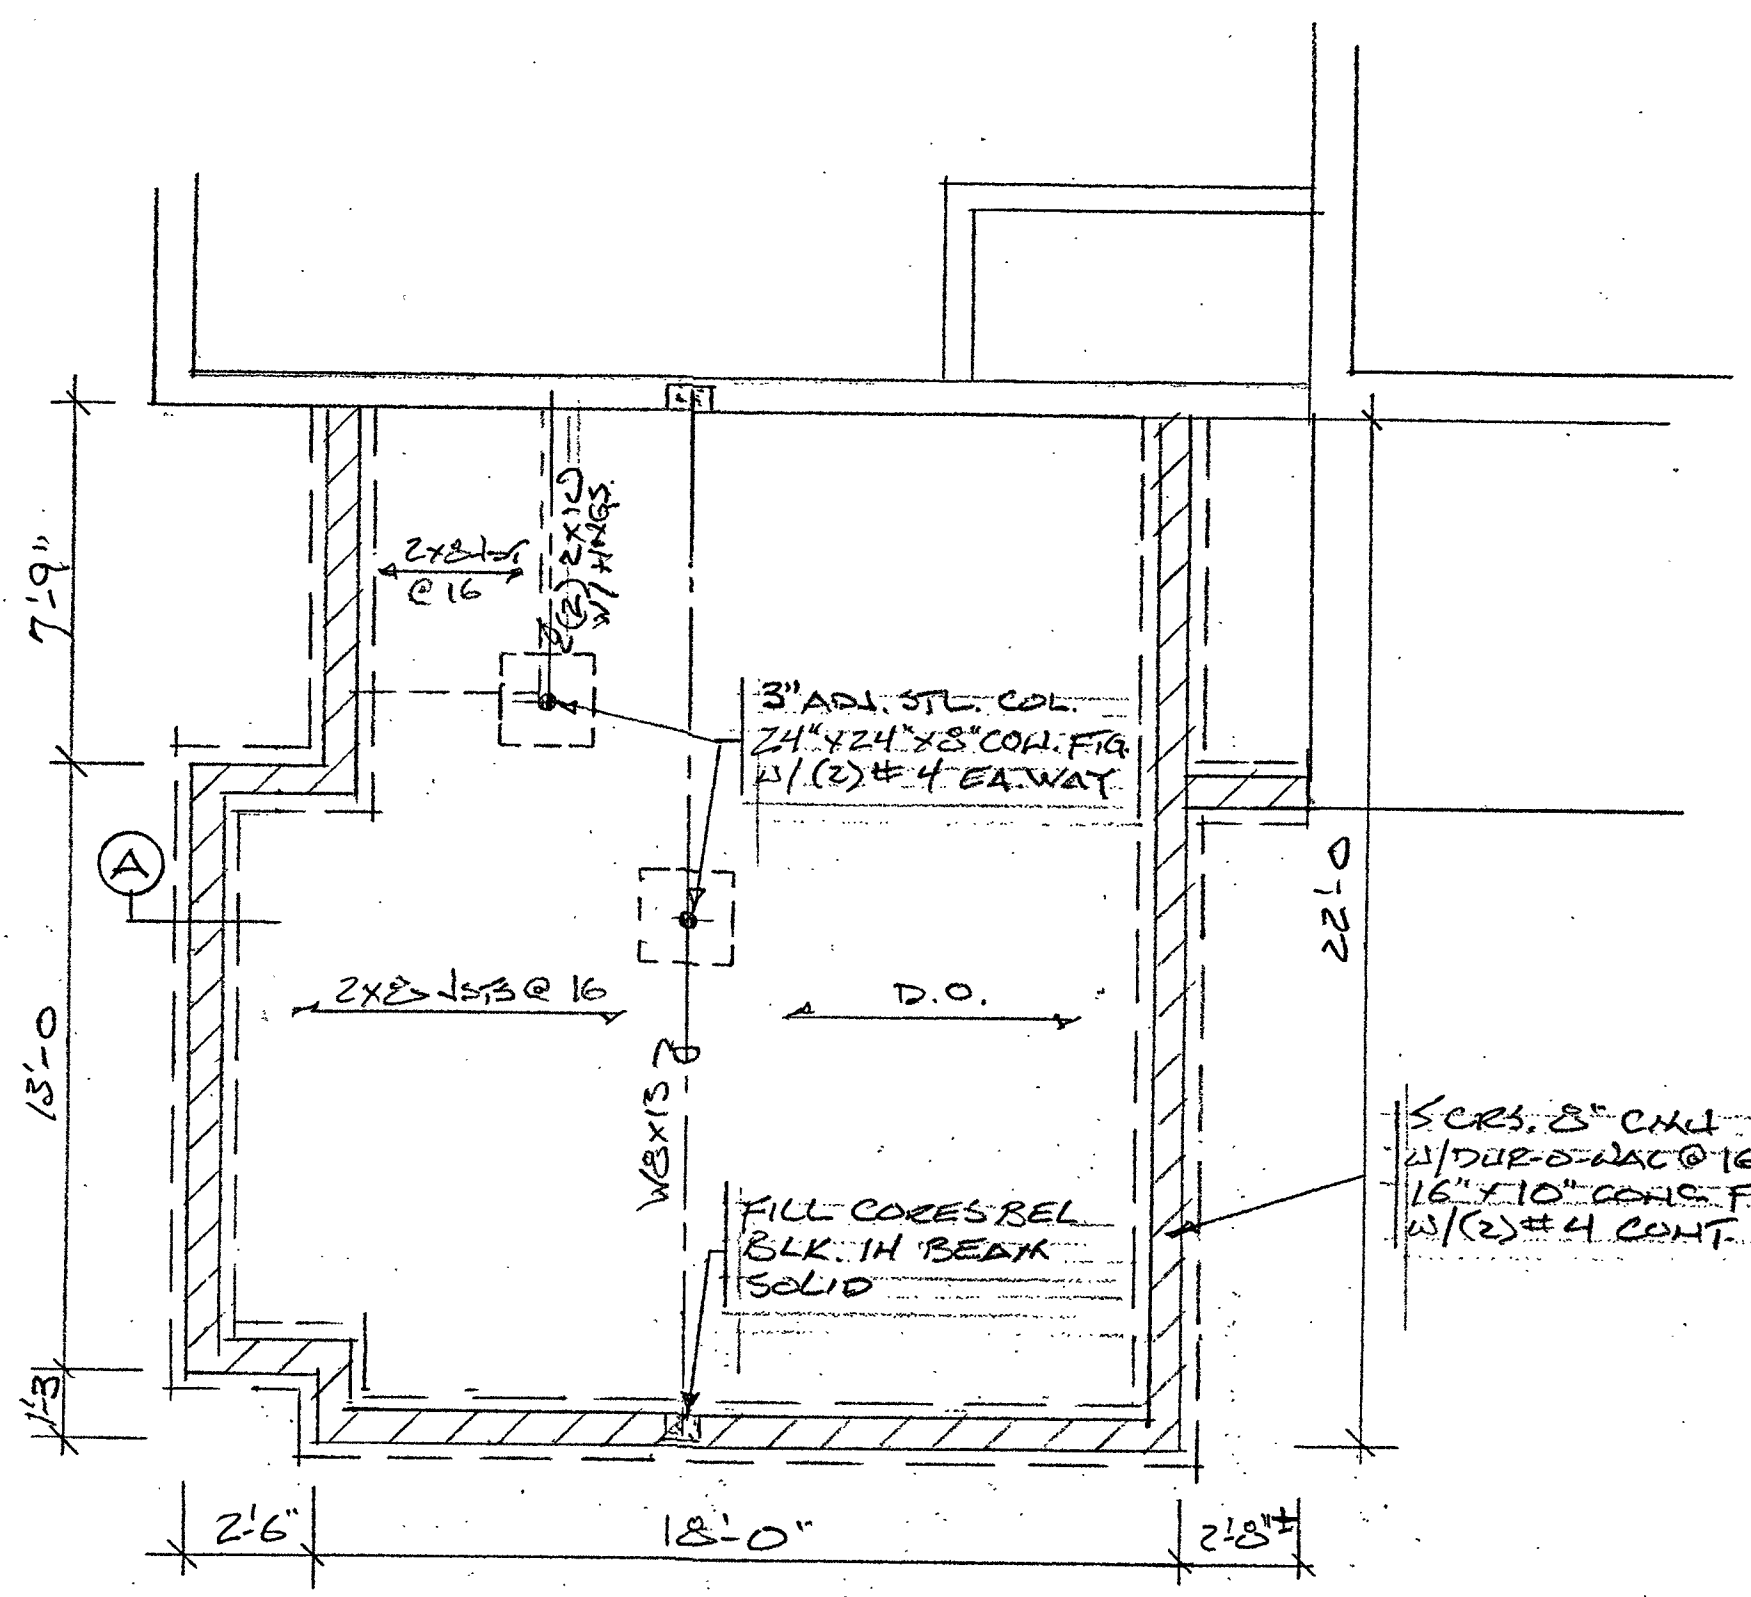 7'-9"
2x8 Jsts
@ 16
(2) 2x10
W/ HNGS.
3" ADJ. STL. COL.
24"x24"x8" CON. FTG.
W/(2) # 4 EA. WAY
A
22'-0
2x8 Jsts @ 16
D.O.
13'-0
W8x13
5 CRS. 8" CMU
W/DUR-O-WAL @ 16
16" x 10" CONC. F
W/(2) # 4 CONT.
FILL CORES BEL
BLK. IN BEAM
SOLID
1'-3
2'-6"
18'-0"
2'-8"±